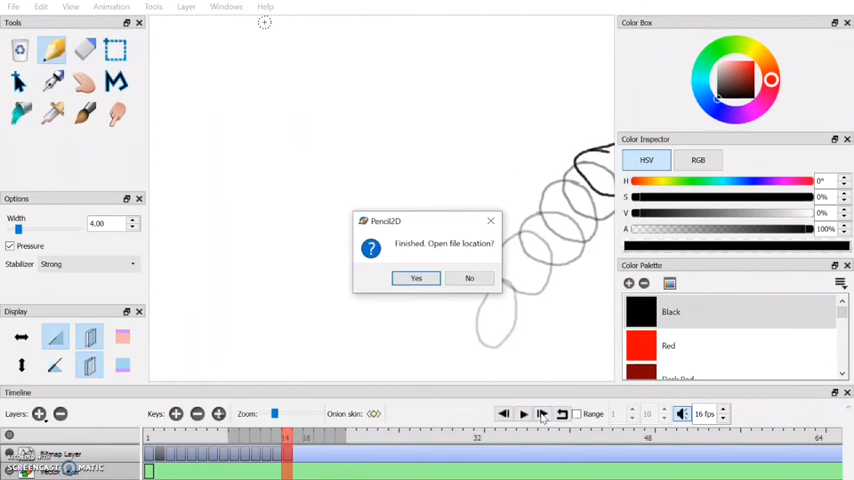 File Edit View Animation Tools Layer Windows Help
Tools
Color Box
Color Inspector
HSV RGB
H 0°
S 0%
V 0%
A 100%
Options
Width 4.00
Pressure
Stabilizer Strong
Pencil2D
Finished. Open file location?
Yes No
Color Palette
Black
Red
Dark Red
Display
Timeline
Layers: Keys: Zoom: Onion skin: Range 1 10 16 fps
1 14 16 32 48 64
Bitmap Layer
SCREENCAST MATIC